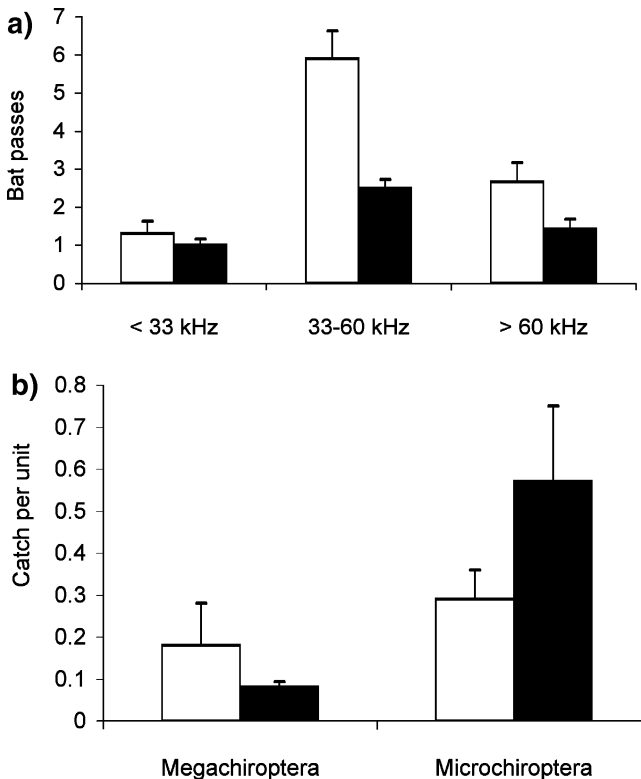 a)
Bat passes
7
6
5
4
3
2
1
0
< 33 kHz 33-60 kHz > 60 kHz
b)
Catch per unit
0.8
0.7
0.6
0.5
0.4
0.3
0.2
0.1
0
Megachiroptera Microchiroptera